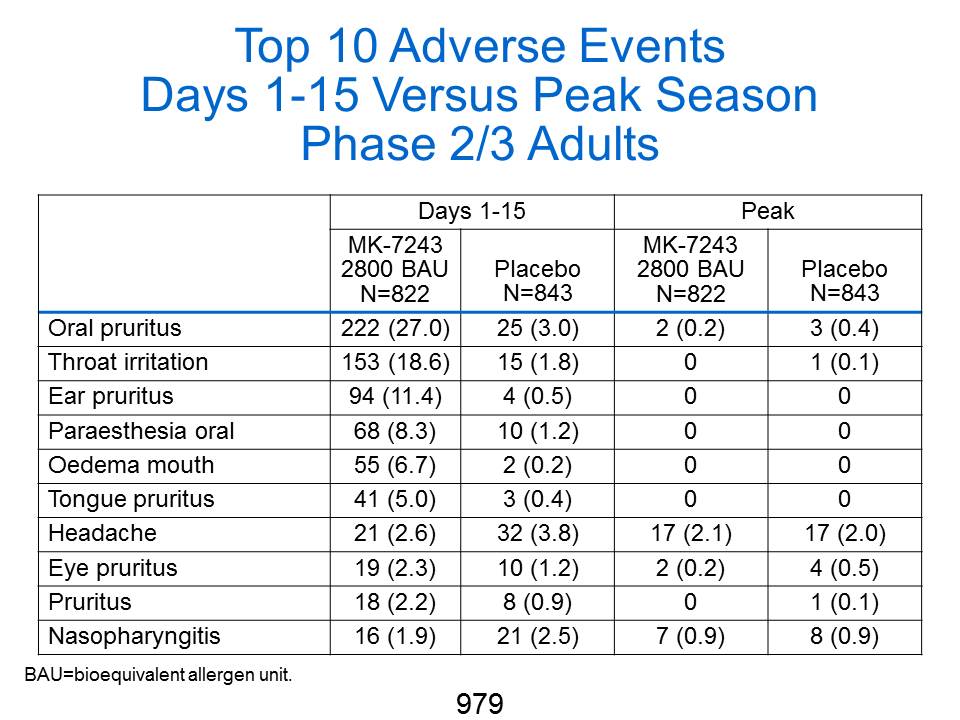 Top 10 Adverse Events
Days 1-15 Versus Peak Season
Phase 2/3 Adults
Days 1-15 Peak
MK-7243 2800 BAU N=822 Placebo N=843 MK-7243 2800 BAU N=822 Placebo N=843
Oral pruritus 222 (27.0) 25 (3.0) 2 (0.2) 3 (0.4)
Throat irritation 153 (18.6) 15 (1.8) 0 1 (0.1)
Ear pruritus 94 (11.4) 4 (0.5) 0 0
Paraesthesia oral 68 (8.3) 10 (1.2) 0 0
Oedema mouth 55 (6.7) 2 (0.2) 0 0
Tongue pruritus 41 (5.0) 3 (0.4) 0 0
Headache 21 (2.6) 32 (3.8) 17 (2.1) 17 (2.0)
Eye pruritus 19 (2.3) 10 (1.2) 2 (0.2) 4 (0.5)
Pruritus 18 (2.2) 8 (0.9) 0 1 (0.1)
Nasopharyngitis 16 (1.9) 21 (2.5) 7 (0.9) 8 (0.9)
BAU=bioequivalent allergen unit.
979